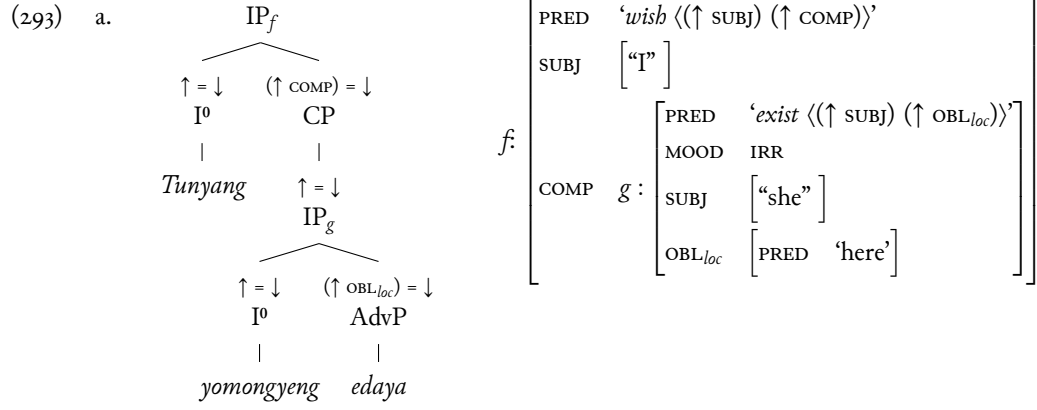 (293) a.
IP_f
↑ = ↓ (↑ COMP) = ↓
I⁰ CP
Tunyang ↑ = ↓
IP_g
↑ = ↓ (↑ OBL_loc) = ↓
I⁰ AdvP
yomongyeng edaya
f:
PRED ‘wish ⟨(↑ SUBJ) (↑ COMP)⟩’
SUBJ [“I” ]
COMP g :
PRED ‘exist ⟨(↑ SUBJ) (↑ OBL_loc)⟩’
MOOD IRR
SUBJ [“she” ]
OBL_loc [PRED ‘here’]